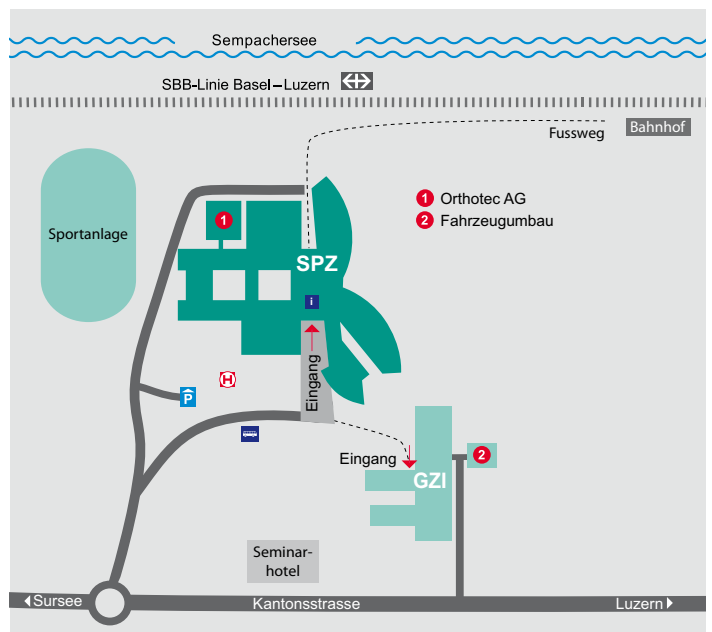 Sempachersee
SBB-Linie Basel–Luzern
Fussweg
Bahnhof
1 Orthotec AG
2 Fahrzeugumbau
Sportanlage
1
SPZ
i
Eingang
H
P
Eingang
GZI
2
Seminar-
hotel
Sursee
Kantonsstrasse
Luzern